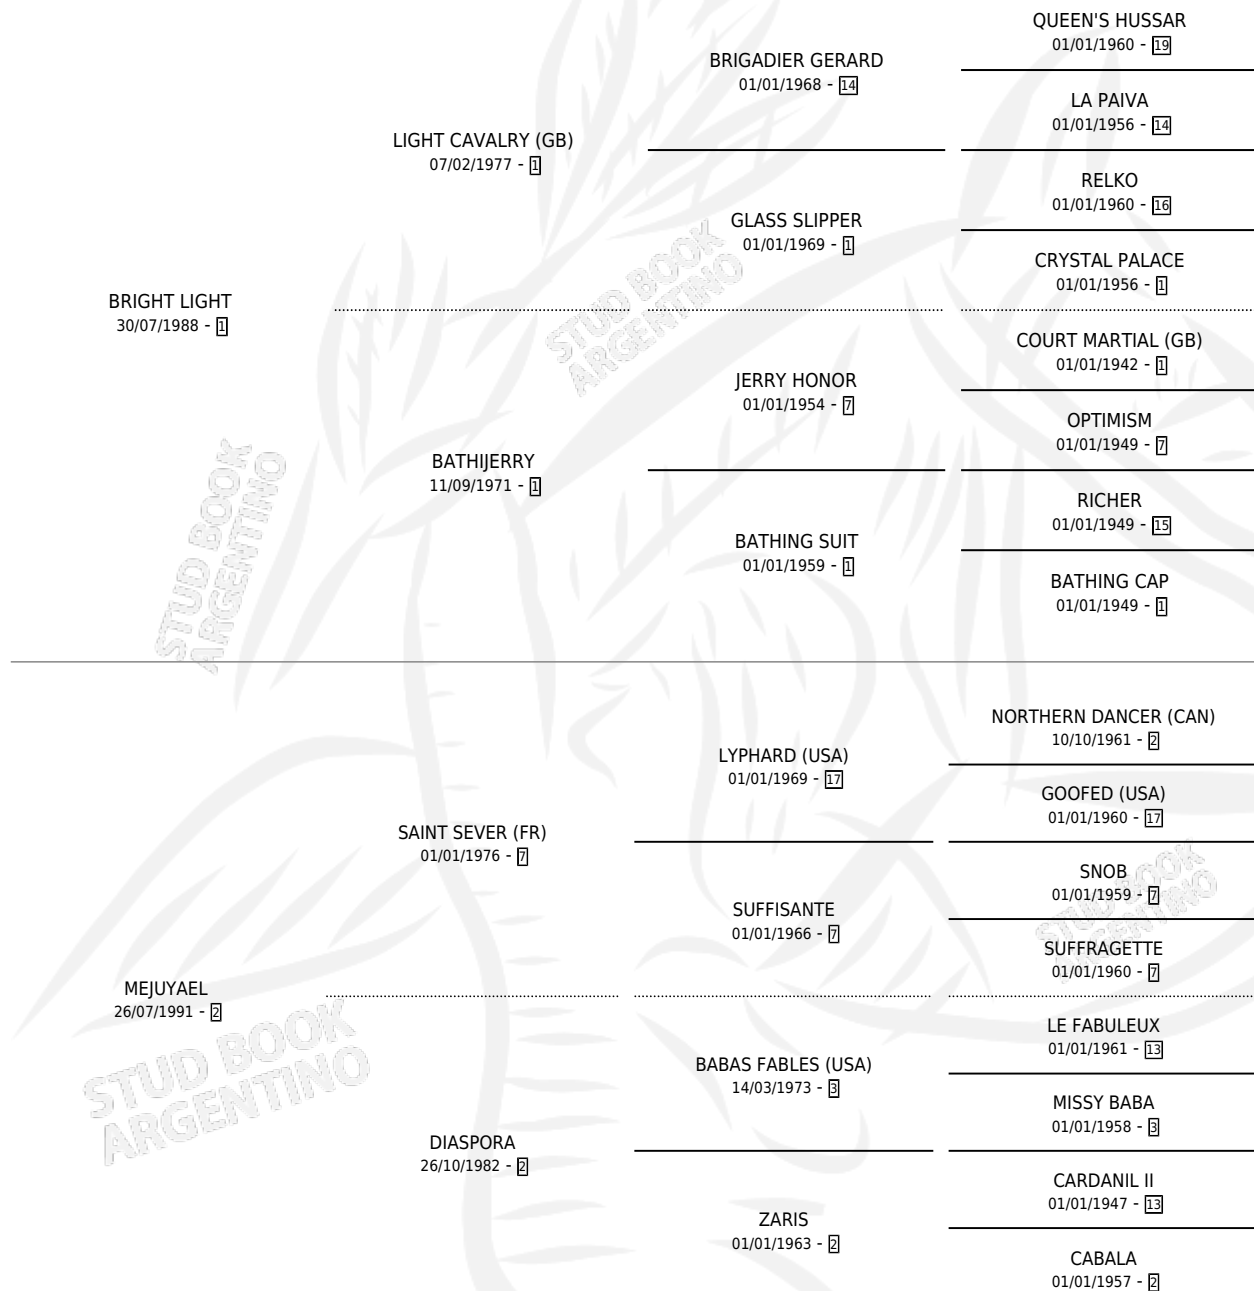 QUEEN'S HUSSAR
01/01/1960 - 19
BRIGADIER GERARD
01/01/1968 - 14
LA PAIVA
01/01/1956 - 14
LIGHT CAVALRY (GB)
07/02/1977 - 1
RELKO
01/01/1960 - 16
GLASS SLIPPER
01/01/1969 - 1
CRYSTAL PALACE
01/01/1956 - 1
BRIGHT LIGHT
30/07/1988 - 1
COURT MARTIAL (GB)
01/01/1942 - 1
JERRY HONOR
01/01/1954 - 7
OPTIMISM
01/01/1949 - 7
BATHIJERRY
11/09/1971 - 1
RICHER
01/01/1949 - 15
BATHING SUIT
01/01/1959 - 1
BATHING CAP
01/01/1949 - 1
NORTHERN DANCER (CAN)
10/10/1961 - 2
LYPHARD (USA)
01/01/1969 - 17
GOOFED (USA)
01/01/1960 - 17
SAINT SEVER (FR)
01/01/1976 - 7
SNOB
01/01/1959 - 7
SUFFISANTE
01/01/1966 - 7
SUFFRAGETTE
01/01/1960 - 7
MEJUYAEL
26/07/1991 - 2
LE FABULEUX
01/01/1961 - 13
BABAS FABLES (USA)
14/03/1973 - 3
MISSY BABA
01/01/1958 - 3
DIASPORA
26/10/1982 - 2
CARDANIL II
01/01/1947 - 13
ZARIS
01/01/1963 - 2
CABALA
01/01/1957 - 2
STUD BOOK
ARGENTINO
STUD BOOK
ARGENTINO
STUD BOOK
ARGENTINO
STUD BOOK
ARGENTINO